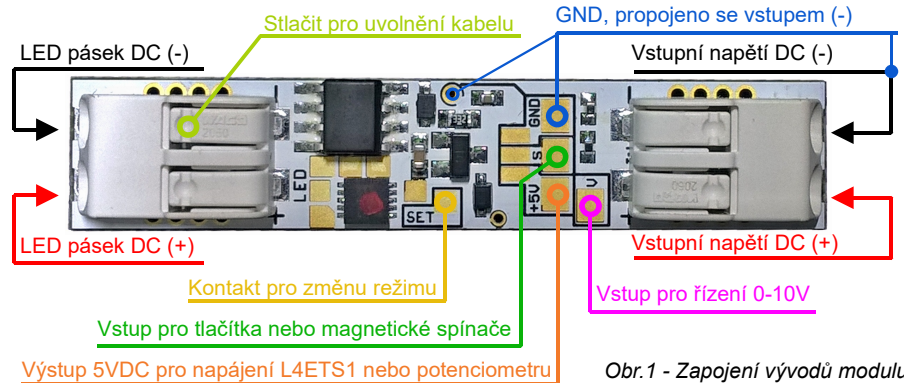 Stlačit pro uvolnění kabelu
GND, propojeno se vstupem (-)
LED pásek DC (-)
Vstupní napětí DC (-)
2060
2060
GND
S
+5V
V
LED
SET
LED pásek DC (+)
Vstupní napětí DC (+)
Kontakt pro změnu režimu
Vstup pro řízení 0-10V
Vstup pro tlačítka nebo magnetické spínače
Výstup 5VDC pro napájení L4ETS1 nebo potenciometru
Obr.1 - Zapojení vývodů modulu